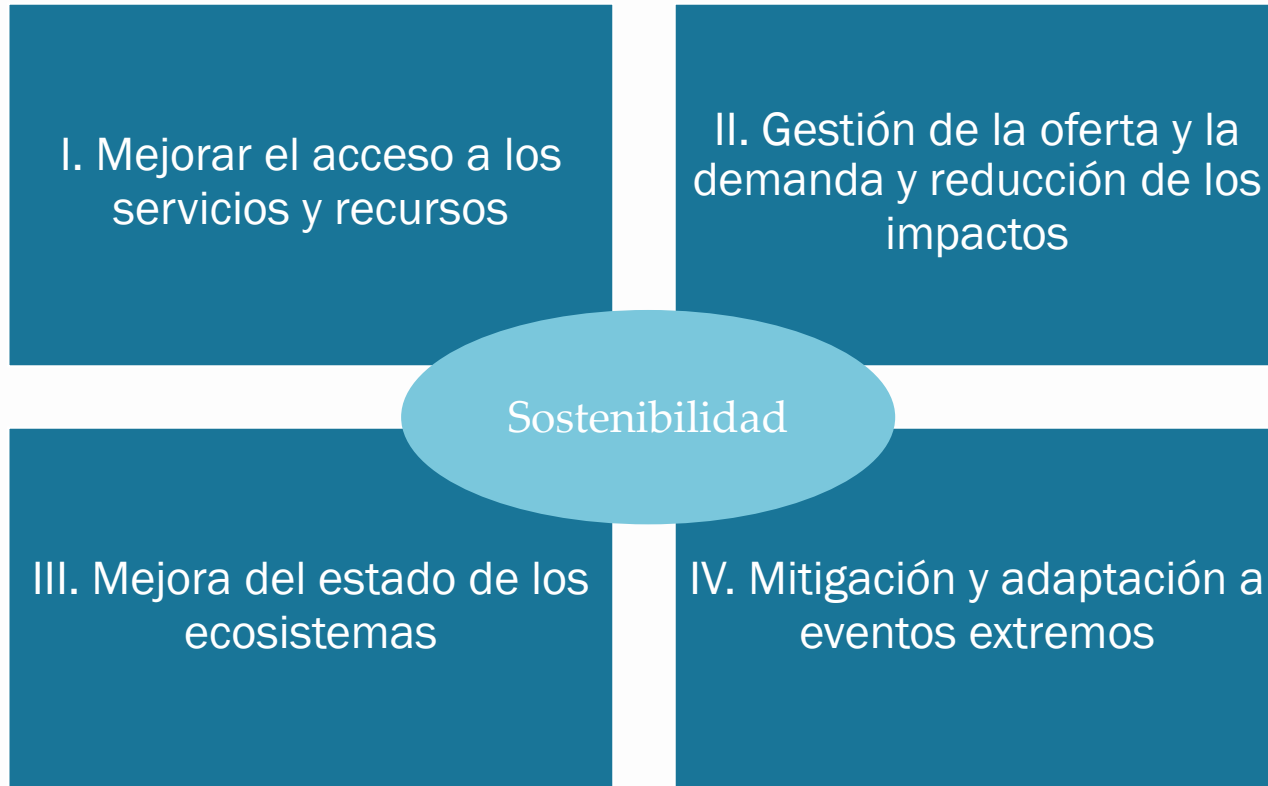 I. Mejorar el acceso a los
servicios y recursos
II. Gestión de la oferta y la
demanda y reducción de los
impactos
Sostenibilidad
III. Mejora del estado de los
ecosistemas
IV. Mitigación y adaptación a
eventos extremos